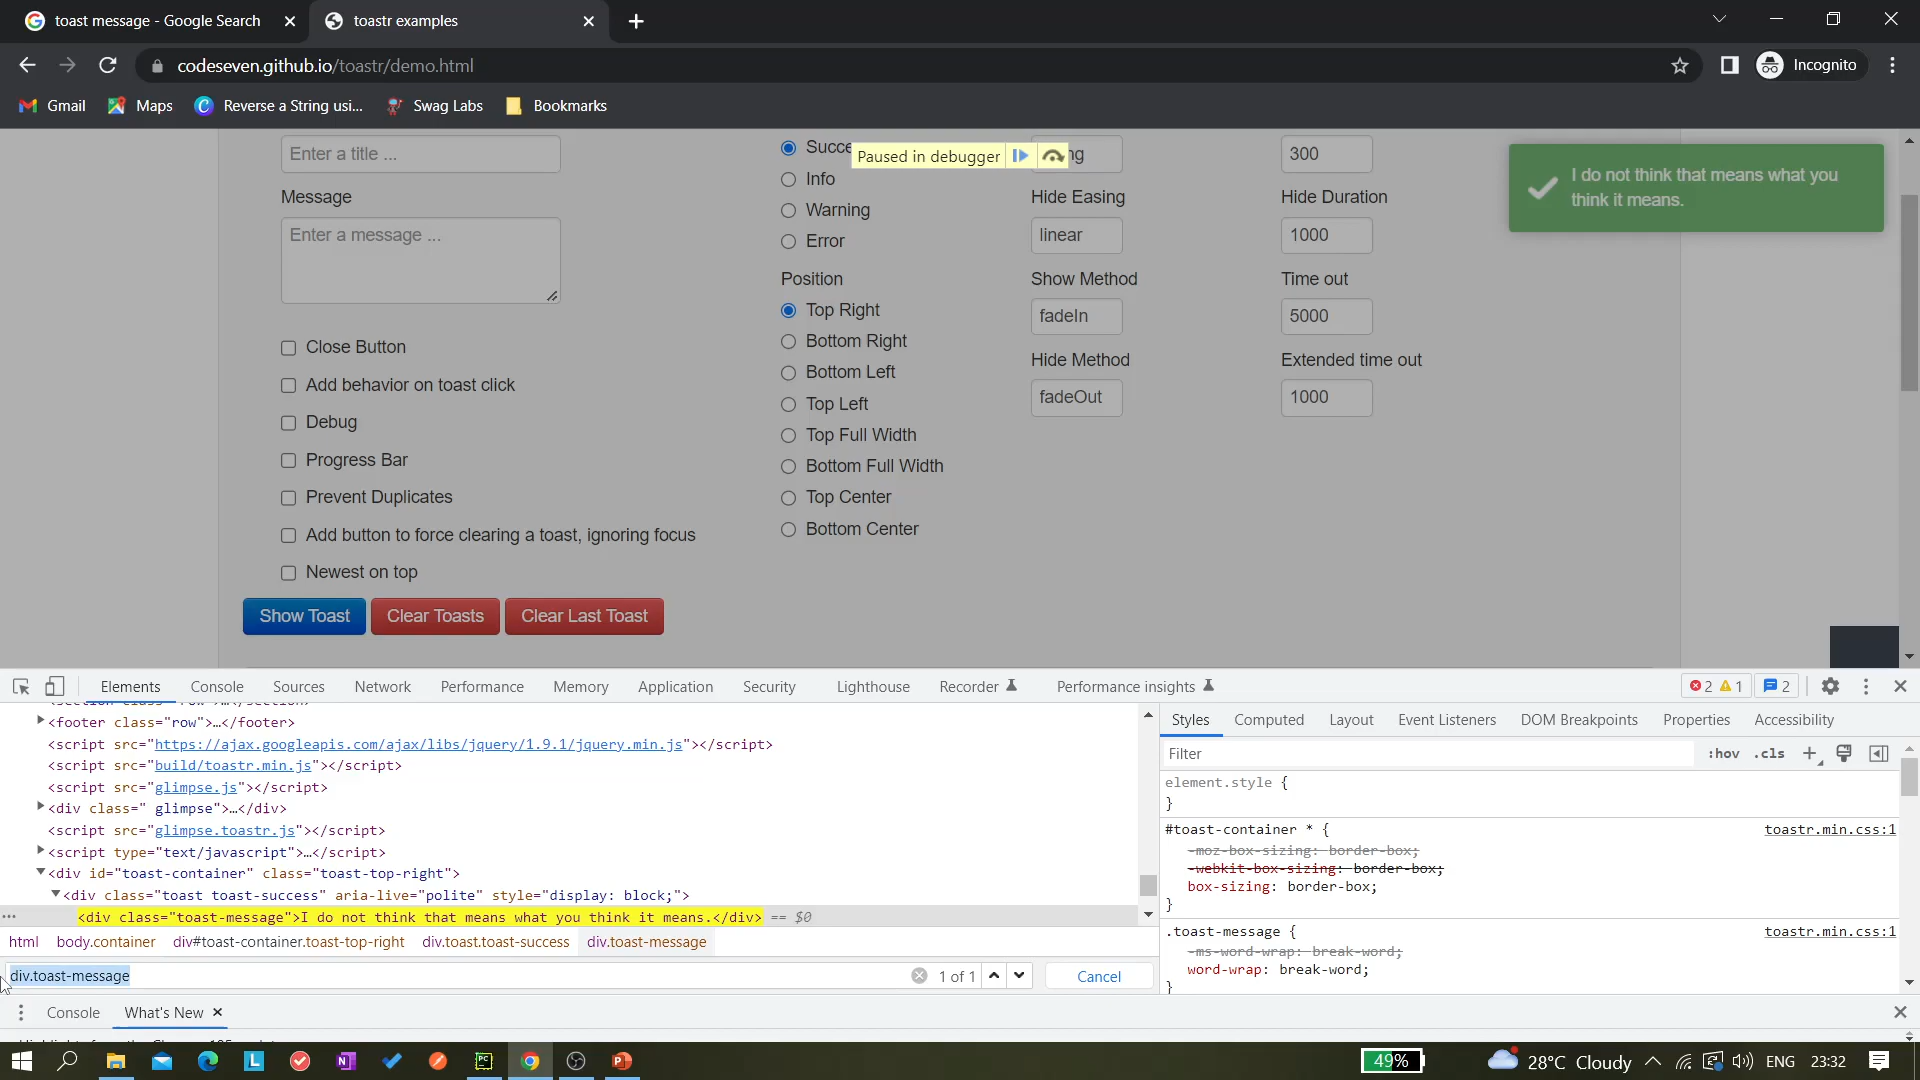 toast message - Google Search
toastr examples
codeseven.github.io/toastr/demo.html
Incognito
Gmail
Maps
Reverse a String usi...
Swag Labs
Bookmarks
Enter a title ...
Message
Enter a message ...
Close Button
Add behavior on toast click
Debug
Progress Bar
Prevent Duplicates
Add button to force clearing a toast, ignoring focus
Newest on top
Show Toast
Clear Toasts
Clear Last Toast
Succe
Info
Warning
Error
Position
Top Right
Bottom Right
Bottom Left
Top Left
Top Full Width
Bottom Full Width
Top Center
Bottom Center
Paused in debugger
ng
Hide Easing
linear
Show Method
fadeIn
Hide Method
fadeOut
300
Hide Duration
1000
Time out
5000
Extended time out
1000
I do not think that means what you
think it means.
Elements
Console
Sources
Network
Performance
Memory
Application
Security
Lighthouse
Recorder
Performance insights
2
1
2
<footer class="row">…</footer>
<script src="https://ajax.googleapis.com/ajax/libs/jquery/1.9.1/jquery.min.js"></script>
<script src="build/toastr.min.js"></script>
<script src="glimpse.js"></script>
<div class=" glimpse">…</div>
<script src="glimpse.toastr.js"></script>
<script type="text/javascript">…</script>
<div id="toast-container" class="toast-top-right">
<div class="toast toast-success" aria-live="polite" style="display: block;">
<div class="toast-message">I do not think that means what you think it means.</div> == $0
html
body.container
div#toast-container.toast-top-right
div.toast.toast-success
div.toast-message
div.toast-message
1 of 1
Cancel
Styles
Computed
Layout
Event Listeners
DOM Breakpoints
Properties
Accessibility
Filter
:hov
.cls
element.style {
}
#toast-container * {
toastr.min.css:1
-moz-box-sizing: border-box;
-webkit-box-sizing: border-box;
box-sizing: border-box;
}
.toast-message {
toastr.min.css:1
-ms-word-wrap: break-word;
word-wrap: break-word;
}
Console
What's New
49%
28°C Cloudy
ENG
23:32